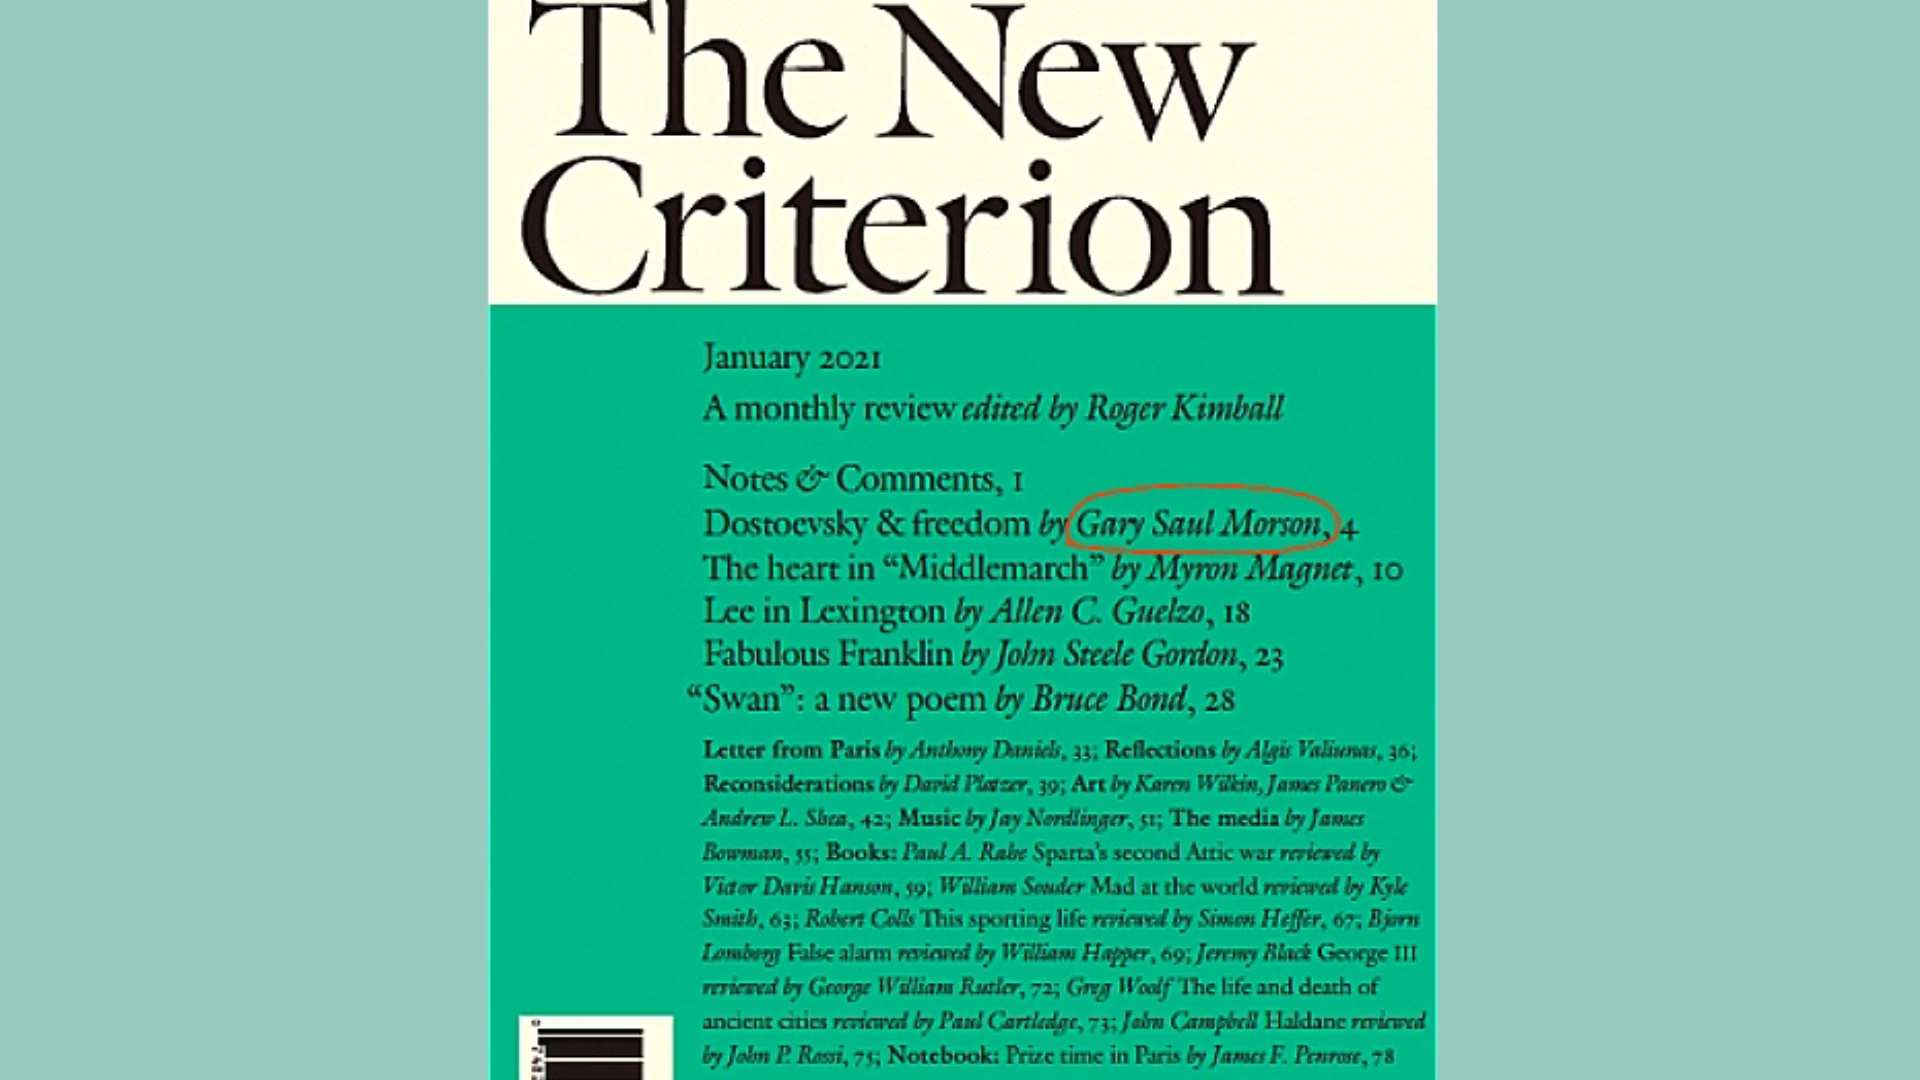 The New
Criterion
January 2021
A monthly review edited by Roger Kimball
Notes & Comments, 1
Dostoevsky & freedom by Gary Saul Morson, 4
The heart in “Middlemarch” by Myron Magnet, 10
Lee in Lexington by Allen C. Guelzo, 18
Fabulous Franklin by John Steele Gordon, 23
“Swan”: a new poem by Bruce Bond, 28
Letter from Paris by Anthony Daniels, 33; Reflections by Algis Valiunas, 36;
Reconsiderations by David Platzer, 39; Art by Karen Wilkin, James Panero &
Andrew L. Shea, 42; Music by Jay Nordlinger, 51; The media by James
Bowman, 55; Books: Paul A. Rahe Sparta’s second Attic war reviewed by
Victor Davis Hanson, 59; William Souder Mad at the world reviewed by Kyle
Smith, 63; Robert Colls This sporting life reviewed by Simon Heffer, 67; Bjorn
Lomborg False alarm reviewed by William Happer, 69; Jeremy Black George III
reviewed by George William Rutler, 72; Greg Woolf The life and death of
ancient cities reviewed by Paul Cartledge, 73; John Campbell Haldane reviewed
by John P. Rossi, 75; Notebook: Prize time in Paris by James F. Penrose, 78